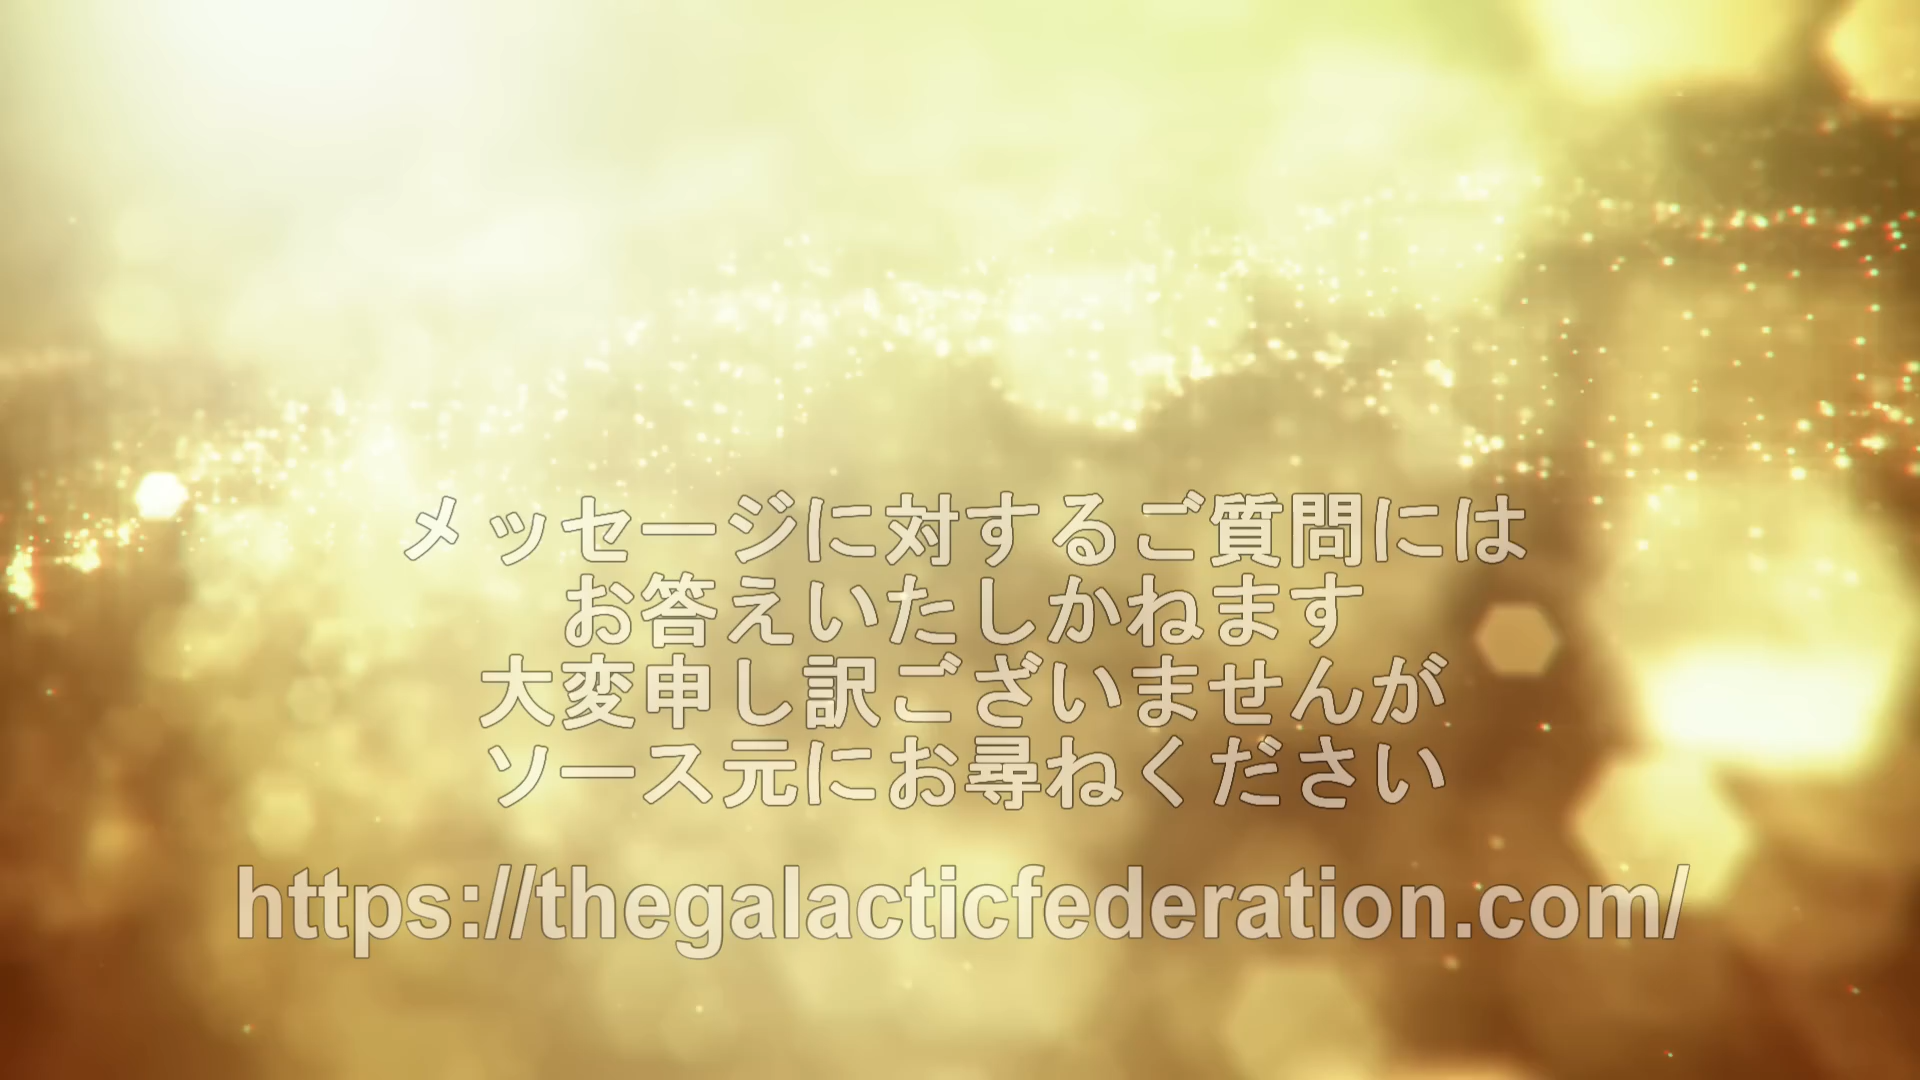 メッセージに対するご質問には
お答えいたしかねます
大変申し訳ございませんが
ソース元にお尋ねください
https://thegalacticfederation.com/